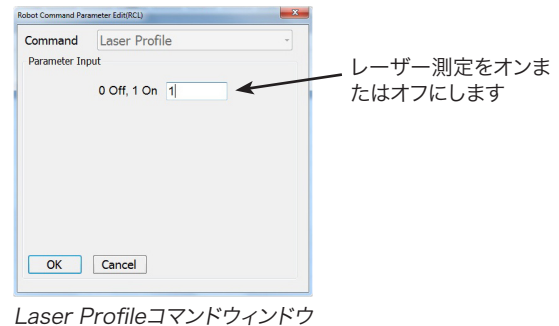 Robot Command Parameter Edit(RCL)
Command Laser Profile
Parameter Input
0 Off, 1 On 1
レーザー測定をオンま
たはオフにします
OK Cancel
Laser Profileコマンドウィンドウ